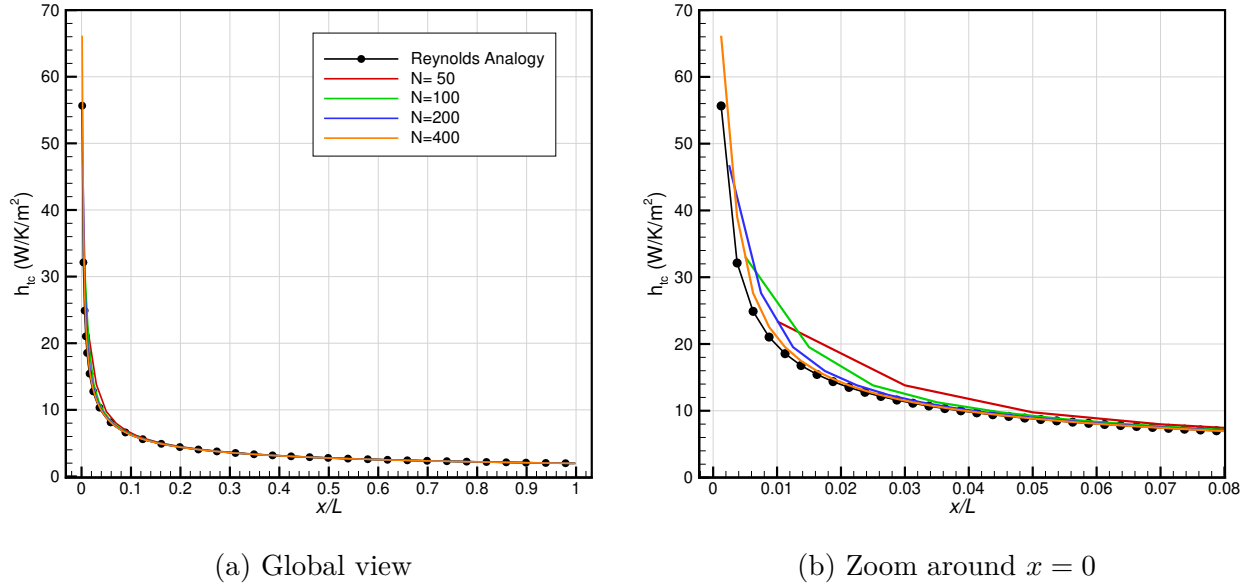 h_tc (W/K/m²)
70
60
50
40
30
20
10
0
Reynolds Analogy
N= 50
N=100
N=200
N=400
0 0.1 0.2 0.3 0.4 0.5 0.6 0.7 0.8 0.9 1
x/L
(a) Global view
h_tc (W/K/m²)
70
60
50
40
30
20
10
0
0 0.01 0.02 0.03 0.04 0.05 0.06 0.07 0.08
x/L
(b) Zoom around x = 0